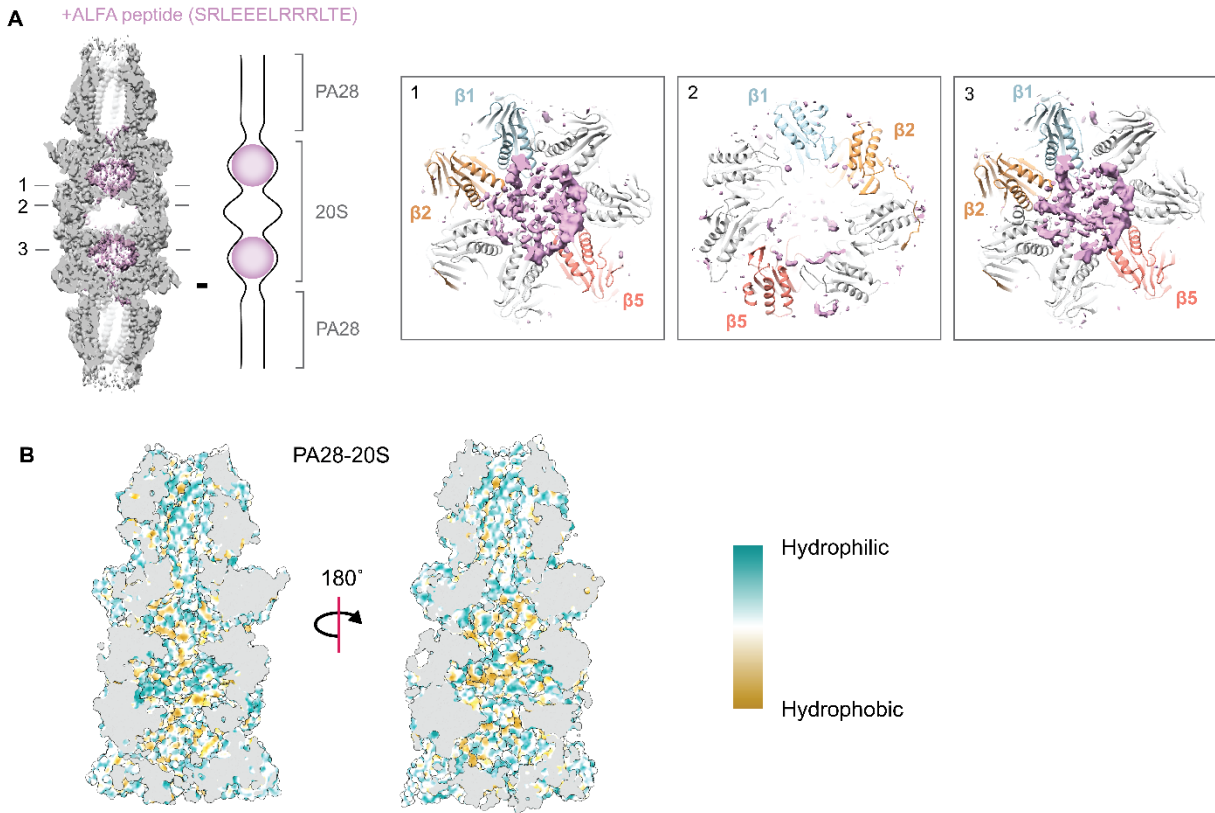 A
+ALFA peptide (SRLEEELRRRLTE)
1
2
3
PA28
20S
PA28
1
β1
β2
β5
2
β1
β2
β5
3
β1
β2
β5
B
PA28-20S
180°
Hydrophilic
Hydrophobic